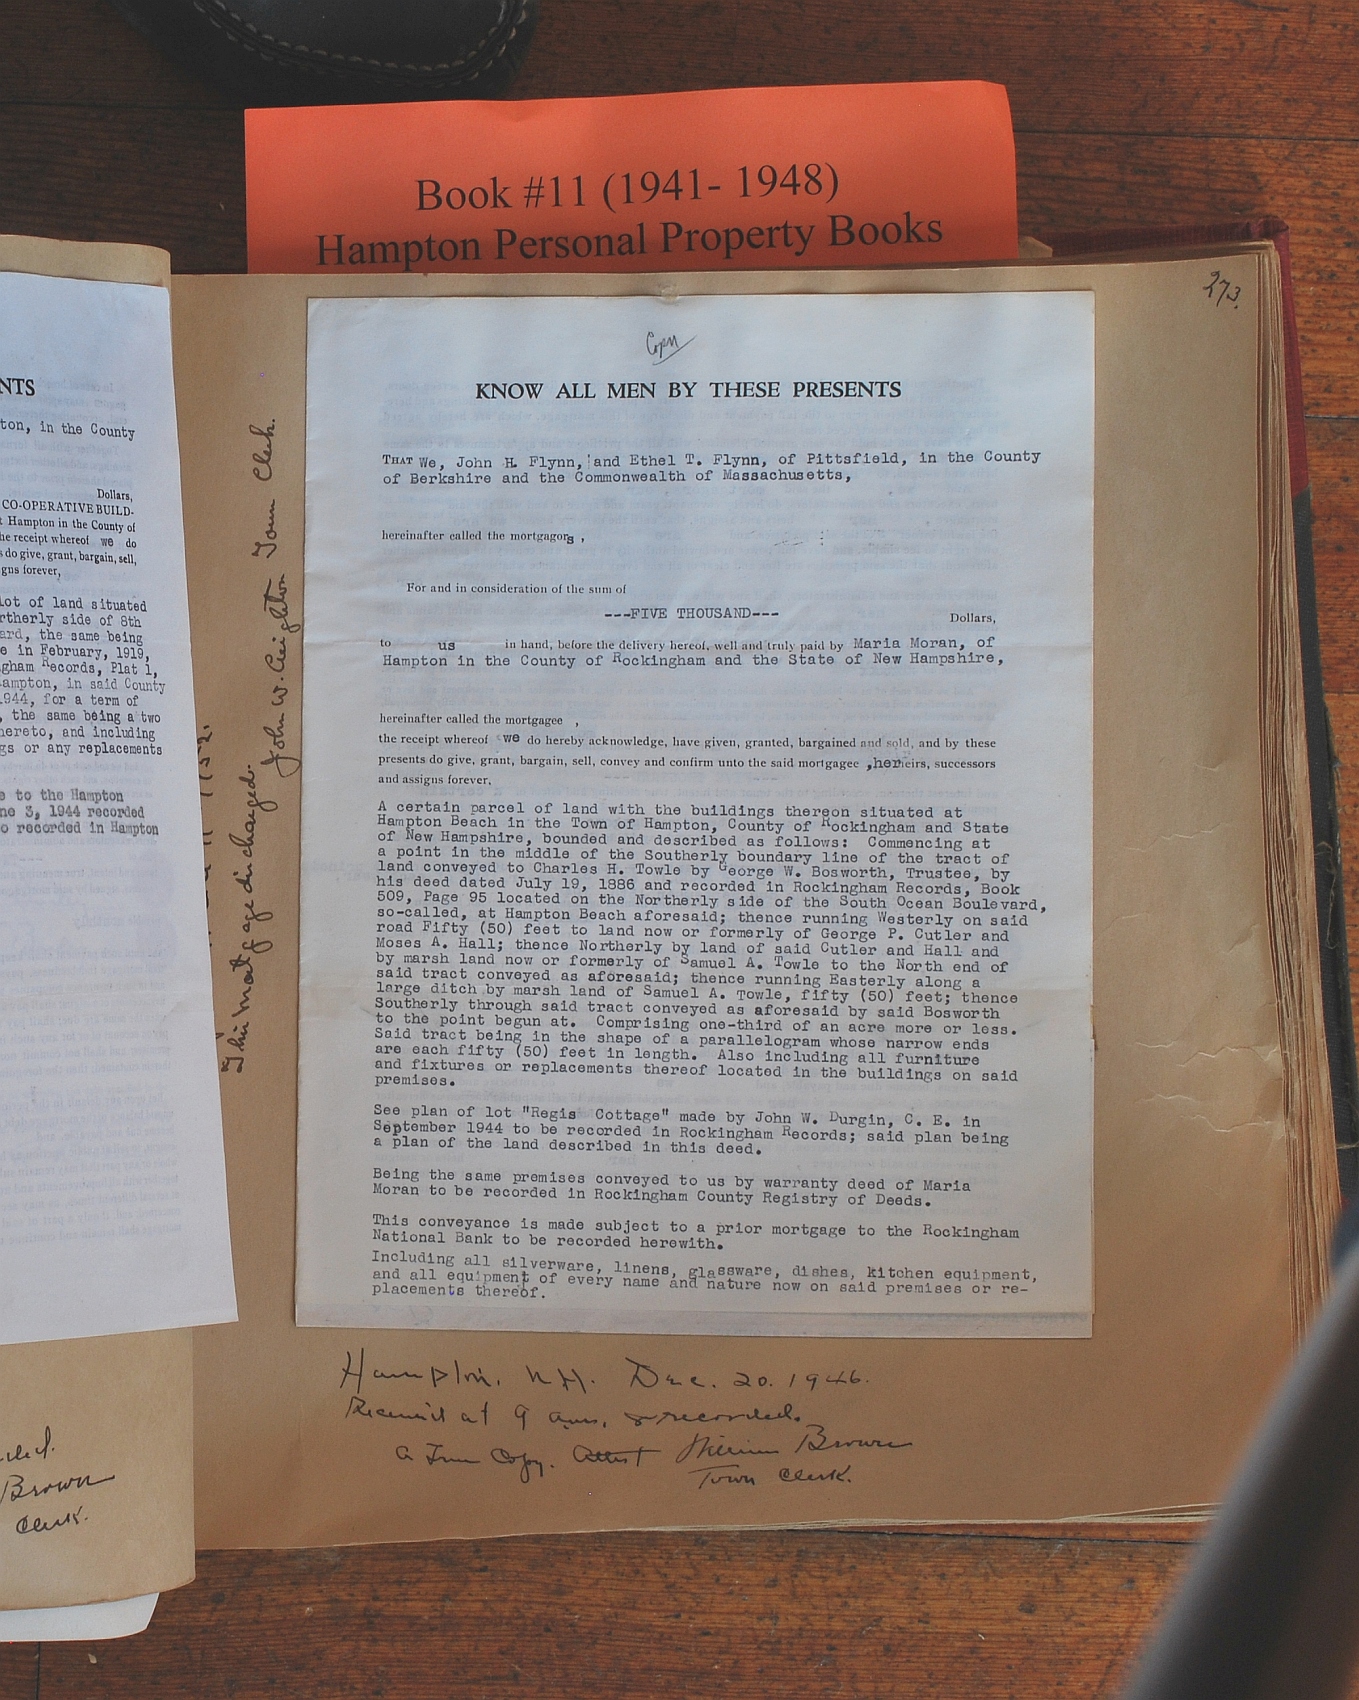 Book #11 (1941- 1948)
Hampton Personal Property Books
273.
NTS
ton, in the County
Dollars,
CO-OPERATIVE BUILD-
t Hampton in the County of
he receipt whereof we do
s do give, grant, bargain, sell,
gns forever,
lot of land situated
rtherly side of 8th
ard, the same being
e in February, 1919,
gham Records, Plat 1,
ampton, in said County
1944, for a term of
, the same being a two
hereto, and including
gs or any replacements
e to the Hampton
ne 3, 1944 recorded
o recorded in Hampton
Brown
Clerk.
This mortgage discharged.
John W. Creighton Town Clerk.
Copy
KNOW ALL MEN BY THESE PRESENTS
THAT We, John H. Flynn, and Ethel T. Flynn, of Pittsfield, in the County
of Berkshire and the Commonwealth of Massachusetts,
hereinafter called the mortgagors ,
For and in consideration of the sum of
---FIVE THOUSAND---
Dollars,
to us in hand, before the delivery hereof, well and truly paid by Maria Moran, of
Hampton in the County of Rockingham and the State of New Hampshire,
hereinafter called the mortgagee ,
the receipt whereof we do hereby acknowledge, have given, granted, bargained and sold, and by these
presents do give, grant, bargain, sell, convey and confirm unto the said mortgagee ,her eirs, successors
and assigns forever,
A certain parcel of land with the buildings thereon situated at
Hampton Beach in the Town of Hampton, County of Rockingham and State
of New Hampshire, bounded and described as follows: Commencing at
a point in the middle of the Southerly boundary line of the tract of
land conveyed to Charles H. Towle by George W. Bosworth, Trustee, by
his deed dated July 19, 1886 and recorded in Rockingham Records, Book
509, Page 95 located on the Northerly side of the South Ocean Boulevard,
so-called, at Hampton Beach aforesaid; thence running Westerly on said
road Fifty (50) feet to land now or formerly of George P. Cutler and
Moses A. Hall; thence Northerly by land of said Cutler and Hall and
by marsh land now or formerly of Samuel A. Towle to the North end of
said tract conveyed as aforesaid; thence running Easterly along a
large ditch by marsh land of Samuel A. Towle, fifty (50) feet; thence
Southerly through said tract conveyed as aforesaid by said Bosworth
to the point begun at. Comprising one-third of an acre more or less.
Said tract being in the shape of a parallelogram whose narrow ends
are each fifty (50) feet in length. Also including all furniture
and fixtures or replacements thereof located in the buildings on said
premises.
See plan of lot "Regis Cottage" made by John W. Durgin, C. E. in
September 1944 to be recorded in Rockingham Records; said plan being
a plan of the land described in this deed.
Being the same premises conveyed to us by warranty deed of Maria
Moran to be recorded in Rockingham County Registry of Deeds.
This conveyance is made subject to a prior mortgage to the Rockingham
National Bank to be recorded herewith.
Including all silverware, linens, glassware, dishes, kitchen equipment,
and all equipment of every name and nature now on said premises or re-
placements thereof.
Hampton, N.H. Dec. 20. 1946.
Received at 9 a.m. & recorded.
A True Copy. Attest William Brown
Town Clerk.